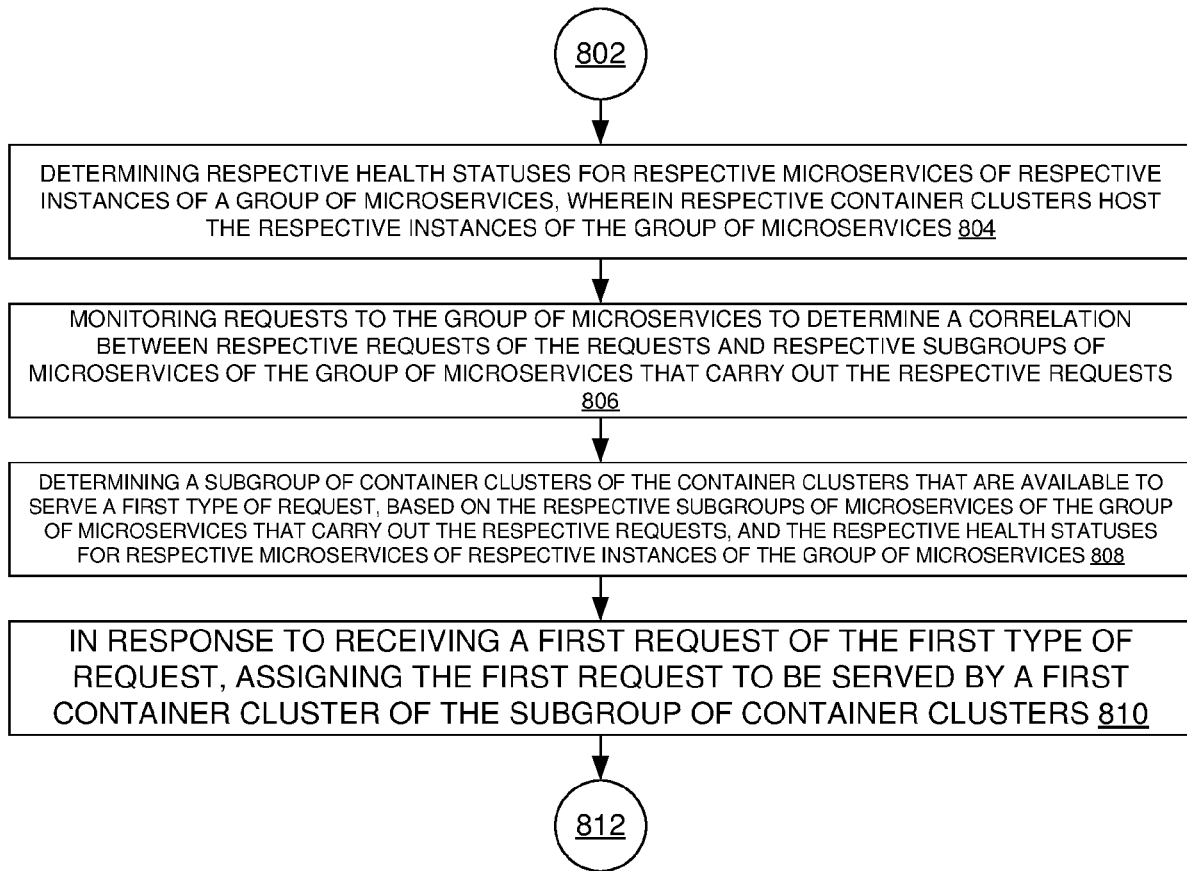 802
DETERMINING RESPECTIVE HEALTH STATUSES FOR RESPECTIVE MICROSERVICES OF RESPECTIVE
INSTANCES OF A GROUP OF MICROSERVICES, WHEREIN RESPECTIVE CONTAINER CLUSTERS HOST
THE RESPECTIVE INSTANCES OF THE GROUP OF MICROSERVICES 804
MONITORING REQUESTS TO THE GROUP OF MICROSERVICES TO DETERMINE A CORRELATION
BETWEEN RESPECTIVE REQUESTS OF THE REQUESTS AND RESPECTIVE SUBGROUPS OF
MICROSERVICES OF THE GROUP OF MICROSERVICES THAT CARRY OUT THE RESPECTIVE REQUESTS
806
DETERMINING A SUBGROUP OF CONTAINER CLUSTERS OF THE CONTAINER CLUSTERS THAT ARE AVAILABLE TO
SERVE A FIRST TYPE OF REQUEST, BASED ON THE RESPECTIVE SUBGROUPS OF MICROSERVICES OF THE GROUP
OF MICROSERVICES THAT CARRY OUT THE RESPECTIVE REQUESTS, AND THE RESPECTIVE HEALTH STATUSES
FOR RESPECTIVE MICROSERVICES OF RESPECTIVE INSTANCES OF THE GROUP OF MICROSERVICES 808
IN RESPONSE TO RECEIVING A FIRST REQUEST OF THE FIRST TYPE OF
REQUEST, ASSIGNING THE FIRST REQUEST TO BE SERVED BY A FIRST
CONTAINER CLUSTER OF THE SUBGROUP OF CONTAINER CLUSTERS 810
812